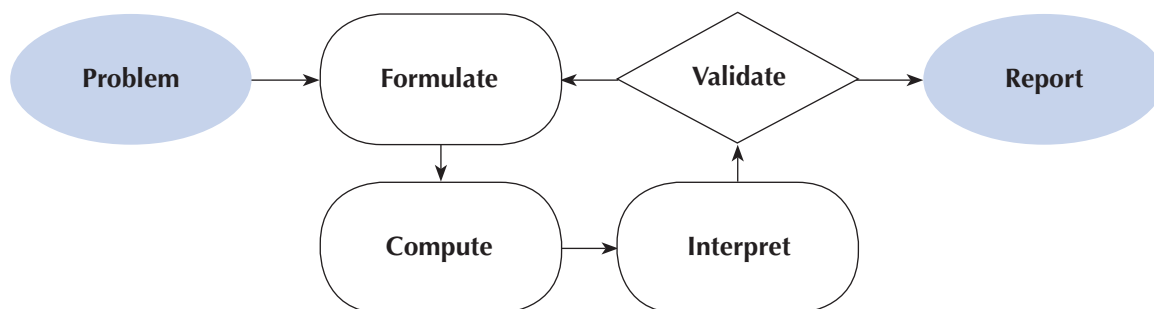 Problem
Formulate
Validate
Report
Compute
Interpret